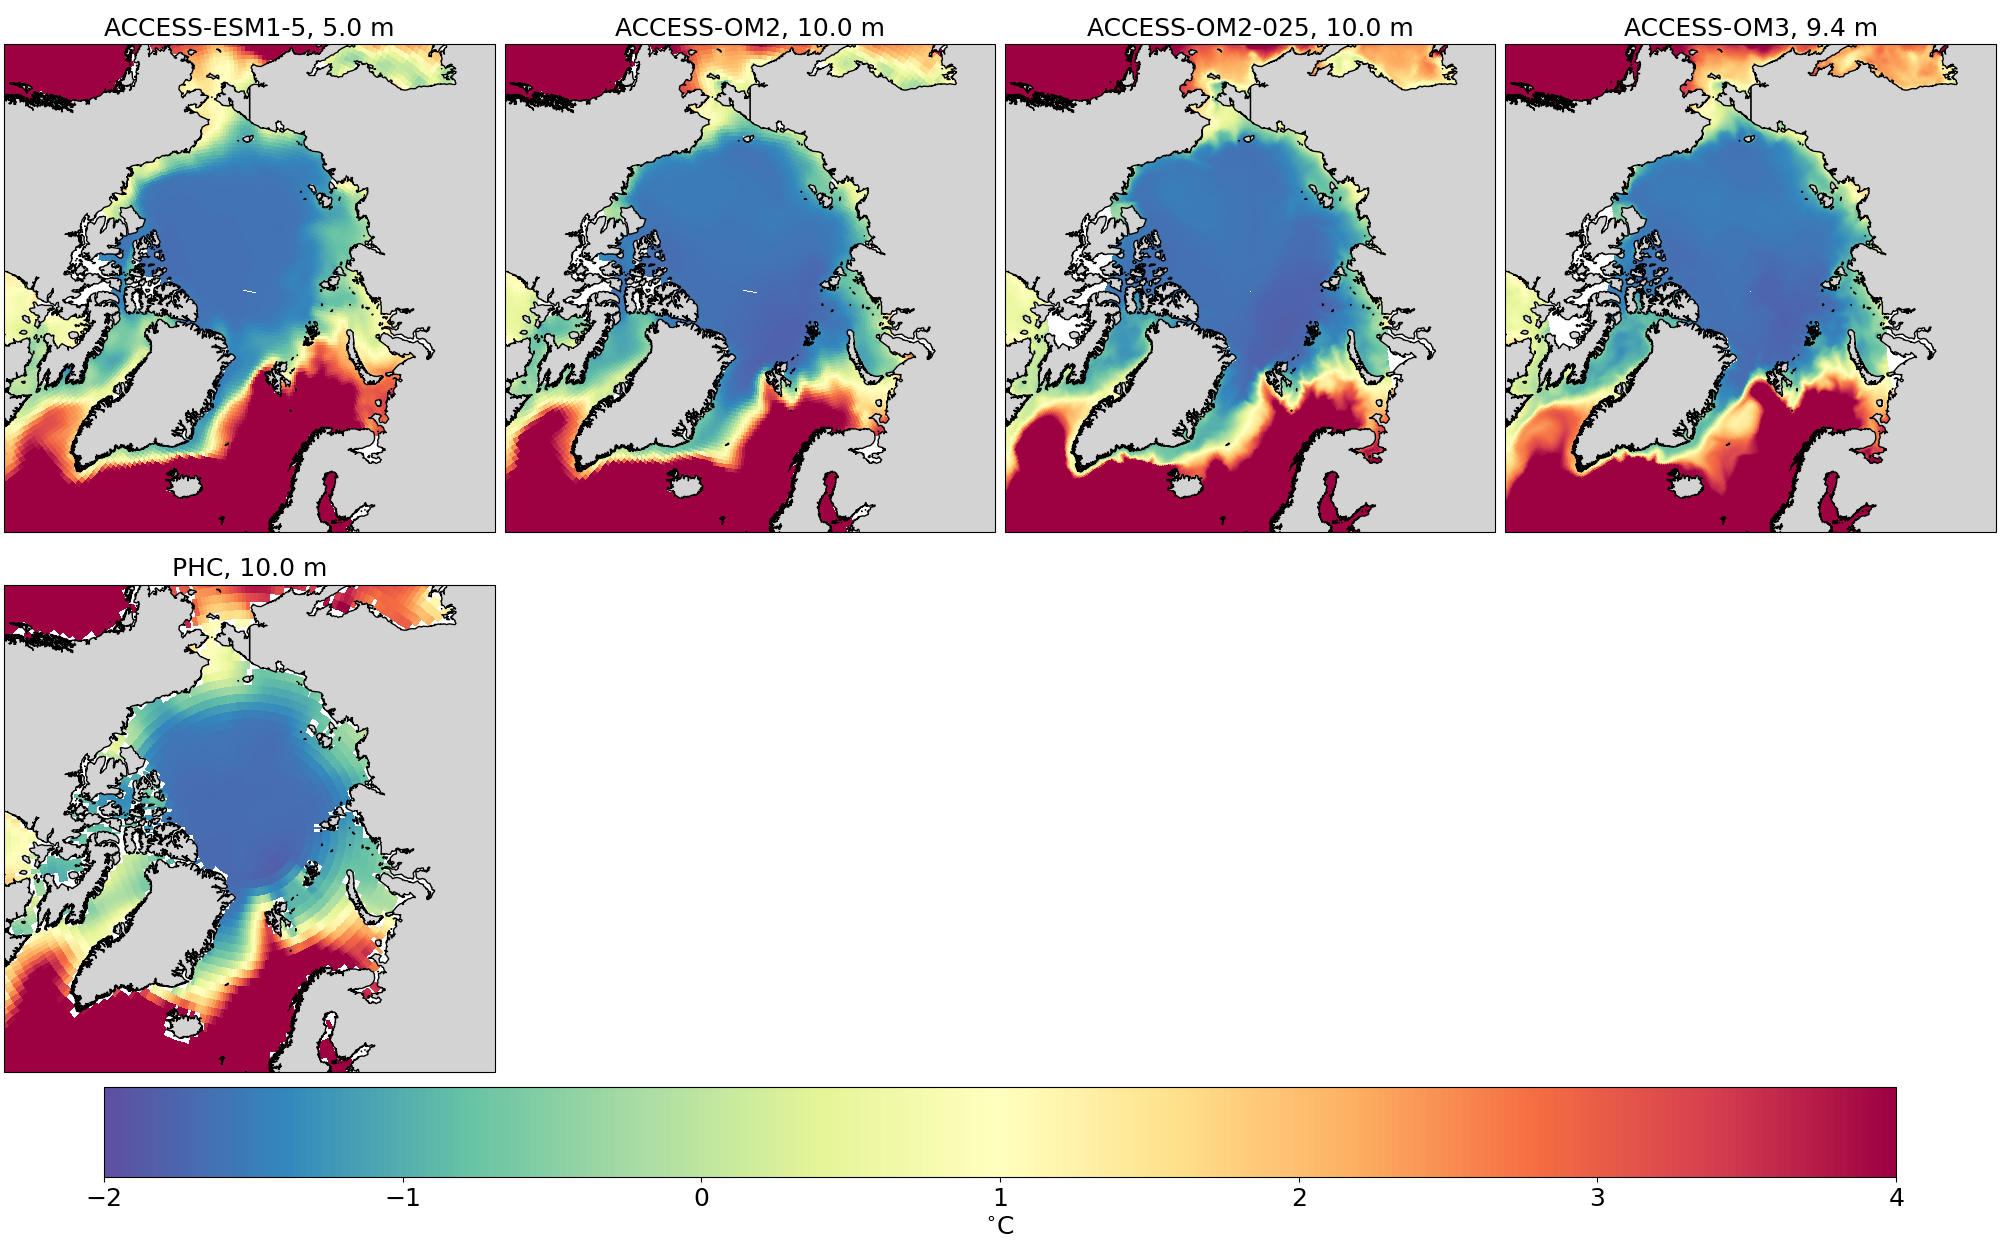 ACCESS-ESM1-5, 5.0 m
ACCESS-OM2, 10.0 m
ACCESS-OM2-025, 10.0 m
ACCESS-OM3, 9.4 m
PHC, 10.0 m
−2 −1 0 1 2 3 4
°C